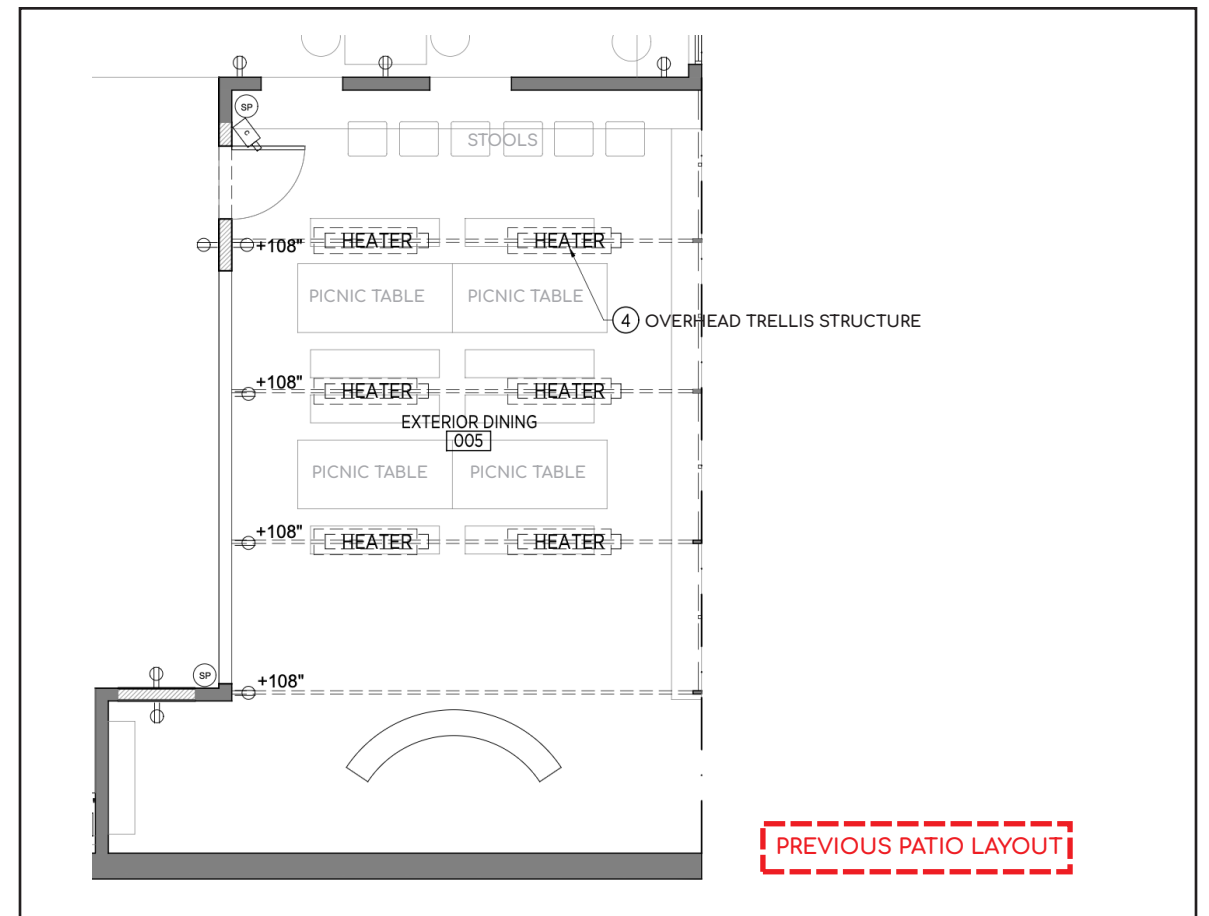 SP
C
STOOLS
+108"
HEATER
HEATER
PICNIC TABLE
PICNIC TABLE
4
OVERHEAD TRELLIS STRUCTURE
+108"
HEATER
HEATER
EXTERIOR DINING
005
PICNIC TABLE
PICNIC TABLE
+108"
HEATER
HEATER
SP
+108"
PREVIOUS PATIO LAYOUT